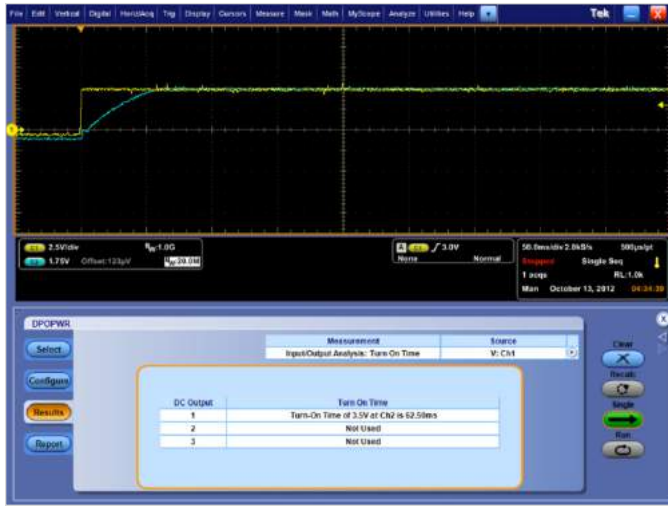 File Edit Vertical Digital Horiz/Acq Trig Display Cursors Measure Mask Math MyScope Analyze Utilities Help Tek
C1 2.5V/div BW:1.0G
1.75V Offset:123µV BW:20.0M
A C1 3.0V
None Normal
50.0ms/div 2.0kS/s 500µs/pt
Stopped Single Seq
1 acqs RL:1.0k
Man October 13, 2012
DPOPWR
Select
Configure
Results
Report
Measurement Source
Input/Output Analysis: Turn On Time V: Ch1
DC Output Turn On Time
1 Turn-On Time of 3.5V at Ch2 is 62.50ms
2 Not Used
3 Not Used
Clear
Recalc
Single
Run